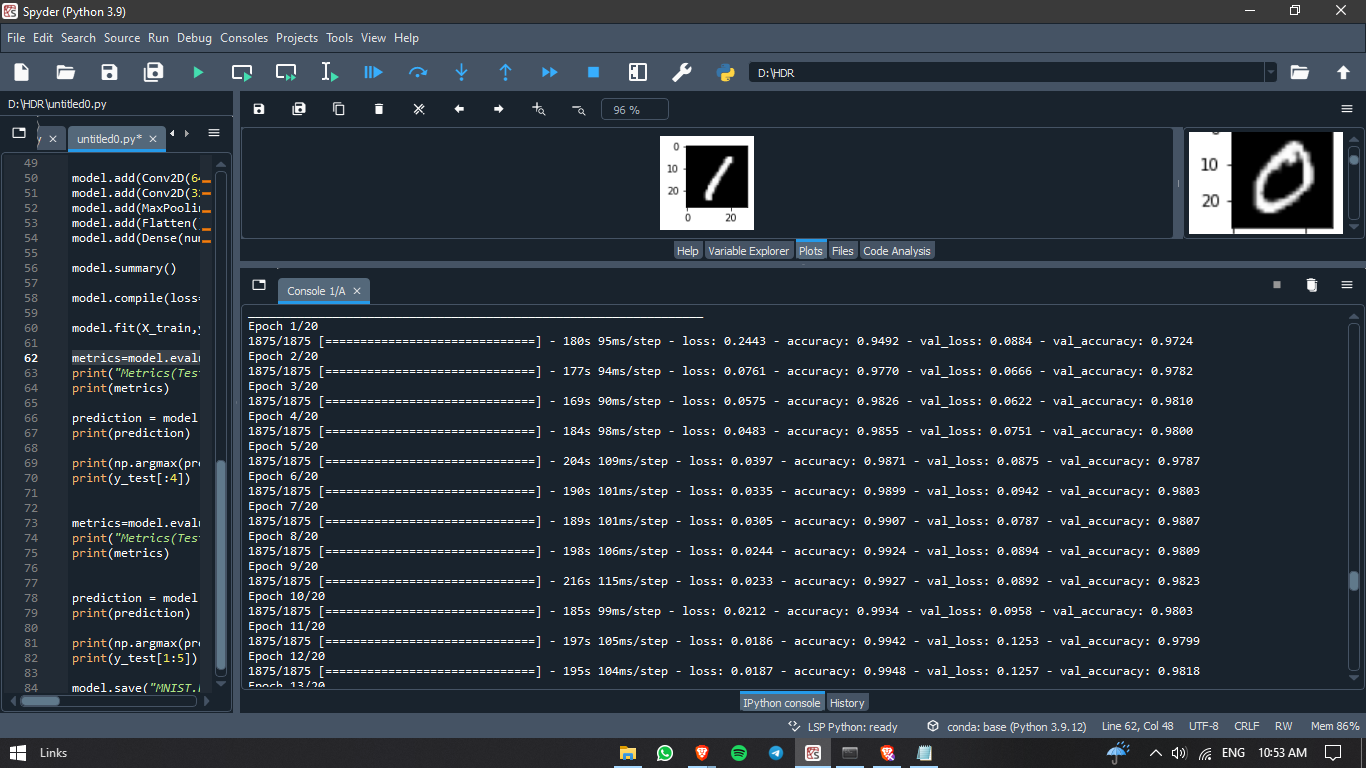 Spyder (Python 3.9)
File Edit Search Source Run Debug Consoles Projects Tools View Help
D:\HDR
D:\HDR\untitled0.py
96 %
y
untitled0.py*
49
50 model.add(Conv2D(64
51 model.add(Conv2D(32
52 model.add(MaxPoolin
53 model.add(Flatten(
54 model.add(Dense(num
55
56 model.summary()
57
58 model.compile(loss=
59
60 model.fit(X_train,y
61
62 metrics=model.evalu
63 print("Metrics(Tes
64 print(metrics)
65
66 prediction = model
67 print(prediction)
68
69 print(np.argmax(pre
70 print(y_test[:4])
71
72
73 metrics=model.evalu
74 print("Metrics(Tes
75 print(metrics)
76
77
78 prediction = model
79 print(prediction)
80
81 print(np.argmax(pre
82 print(y_test[1:5])
83
84 model.save("MNIST.
0
10
20
0 20
10
20
Help Variable Explorer Plots Files Code Analysis
Console 1/A
Epoch 1/20
1875/1875 [==============================] - 180s 95ms/step - loss: 0.2443 - accuracy: 0.9492 - val_loss: 0.0884 - val_accuracy: 0.9724
Epoch 2/20
1875/1875 [==============================] - 177s 94ms/step - loss: 0.0761 - accuracy: 0.9770 - val_loss: 0.0666 - val_accuracy: 0.9782
Epoch 3/20
1875/1875 [==============================] - 169s 90ms/step - loss: 0.0575 - accuracy: 0.9826 - val_loss: 0.0622 - val_accuracy: 0.9810
Epoch 4/20
1875/1875 [==============================] - 184s 98ms/step - loss: 0.0483 - accuracy: 0.9855 - val_loss: 0.0751 - val_accuracy: 0.9800
Epoch 5/20
1875/1875 [==============================] - 204s 109ms/step - loss: 0.0397 - accuracy: 0.9871 - val_loss: 0.0875 - val_accuracy: 0.9787
Epoch 6/20
1875/1875 [==============================] - 190s 101ms/step - loss: 0.0335 - accuracy: 0.9899 - val_loss: 0.0942 - val_accuracy: 0.9803
Epoch 7/20
1875/1875 [==============================] - 189s 101ms/step - loss: 0.0305 - accuracy: 0.9907 - val_loss: 0.0787 - val_accuracy: 0.9807
Epoch 8/20
1875/1875 [==============================] - 198s 106ms/step - loss: 0.0244 - accuracy: 0.9924 - val_loss: 0.0894 - val_accuracy: 0.9809
Epoch 9/20
1875/1875 [==============================] - 216s 115ms/step - loss: 0.0233 - accuracy: 0.9927 - val_loss: 0.0892 - val_accuracy: 0.9823
Epoch 10/20
1875/1875 [==============================] - 185s 99ms/step - loss: 0.0212 - accuracy: 0.9934 - val_loss: 0.0958 - val_accuracy: 0.9803
Epoch 11/20
1875/1875 [==============================] - 197s 105ms/step - loss: 0.0186 - accuracy: 0.9942 - val_loss: 0.1253 - val_accuracy: 0.9799
Epoch 12/20
1875/1875 [==============================] - 195s 104ms/step - loss: 0.0187 - accuracy: 0.9948 - val_loss: 0.1257 - val_accuracy: 0.9818
Epoch 13/20
IPython console History
LSP Python: ready conda: base (Python 3.9.12) Line 62, Col 48 UTF-8 CRLF RW Mem 86%
Links ENG 10:53 AM